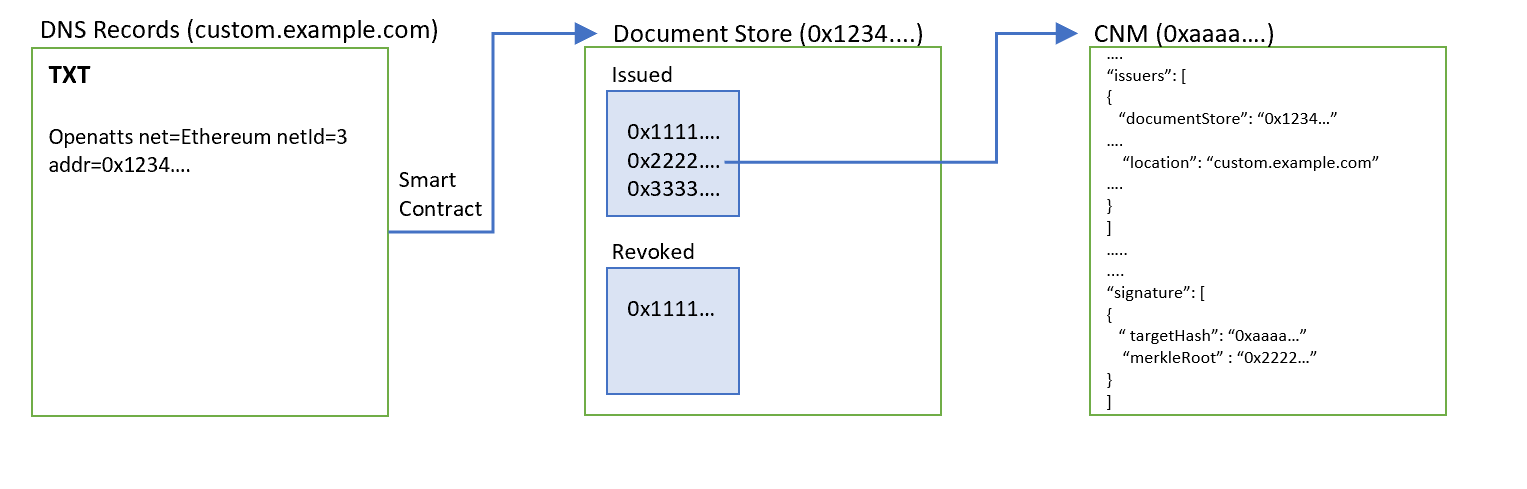 DNS Records (custom.example.com)
TXT
Openatts net=Ethereum netId=3
addr=0x1234....
Smart
Contract
Document Store (0x1234....)
Issued
0x1111....
0x2222....
0x3333....
Revoked
0x1111...
CNM (0xaaaa....)
....
“issuers”: [
{
“documentStore”: “0x1234...”
....
“location”: “custom.example.com”
....
}
]
.....
....
“signature”: [
{
“ targetHash”: “0xaaaa...”
“merkleRoot” : “0x2222...”
}
]